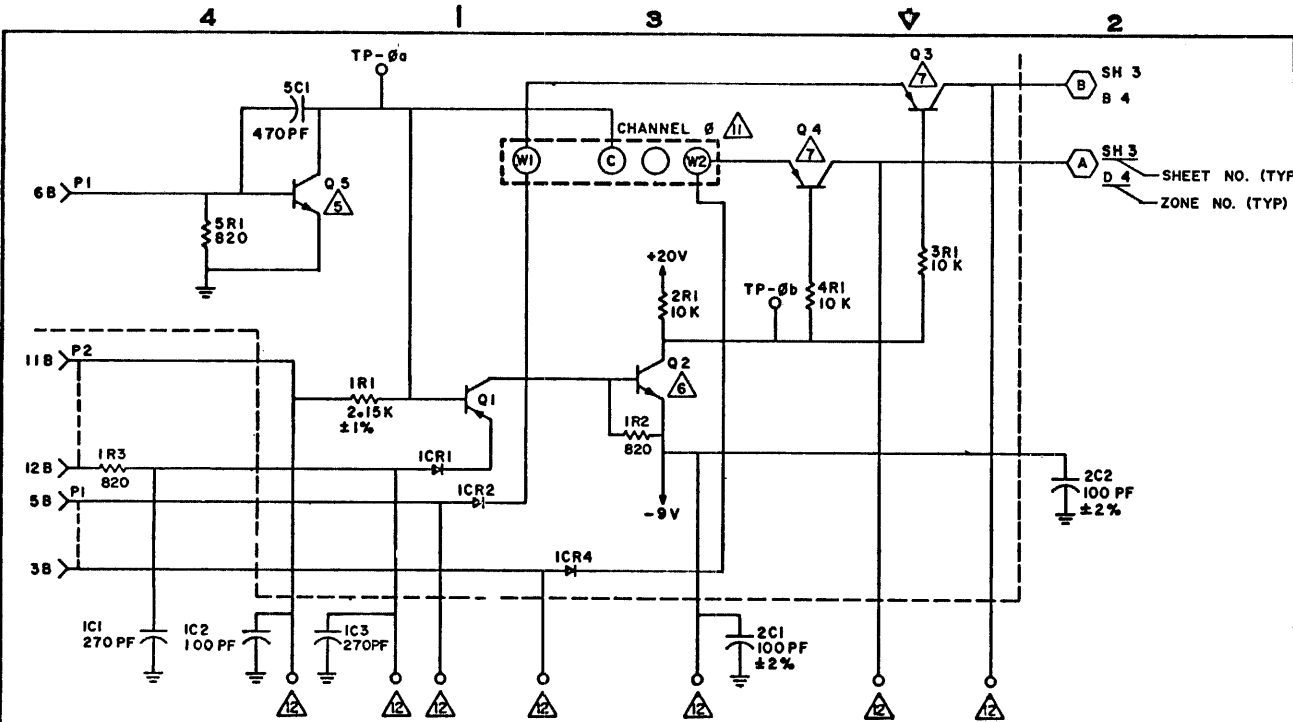 4 3 2
TP-Øa
5C1
470 PF
6B P1
Q5
5
5R1
820
CHANNEL Ø 11
W1 C W2
Q3
7
Q4
7
B SH 3
B 4
A SH 3
D 4
SHEET NO. (TYP
ZONE NO. (TYP)
+20V
2R1
10K
TP-Øb
4R1
10 K
3R1
10 K
11B P2
1R1
2.15K
±1%
Q1
Q2
6
1R2
820
12B
1R3
820
1CR1
5B P1
1CR2
-9V
2C2
100 PF
±2%
3B
1CR4
1C1
270 PF
1C2
100 PF
1C3
270PF
2C1
100 PF
±2%
12 12 12 12 12 12 12